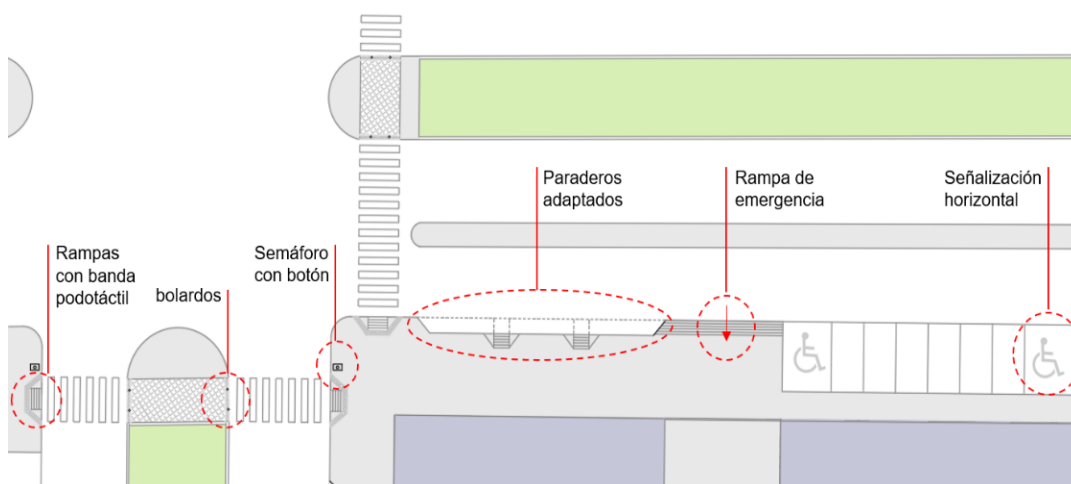 Paraderos
adaptados
Rampa de
emergencia
Señalización
horizontal
Rampas
con banda
podotáctil
bolardos
Semáforo
con botón